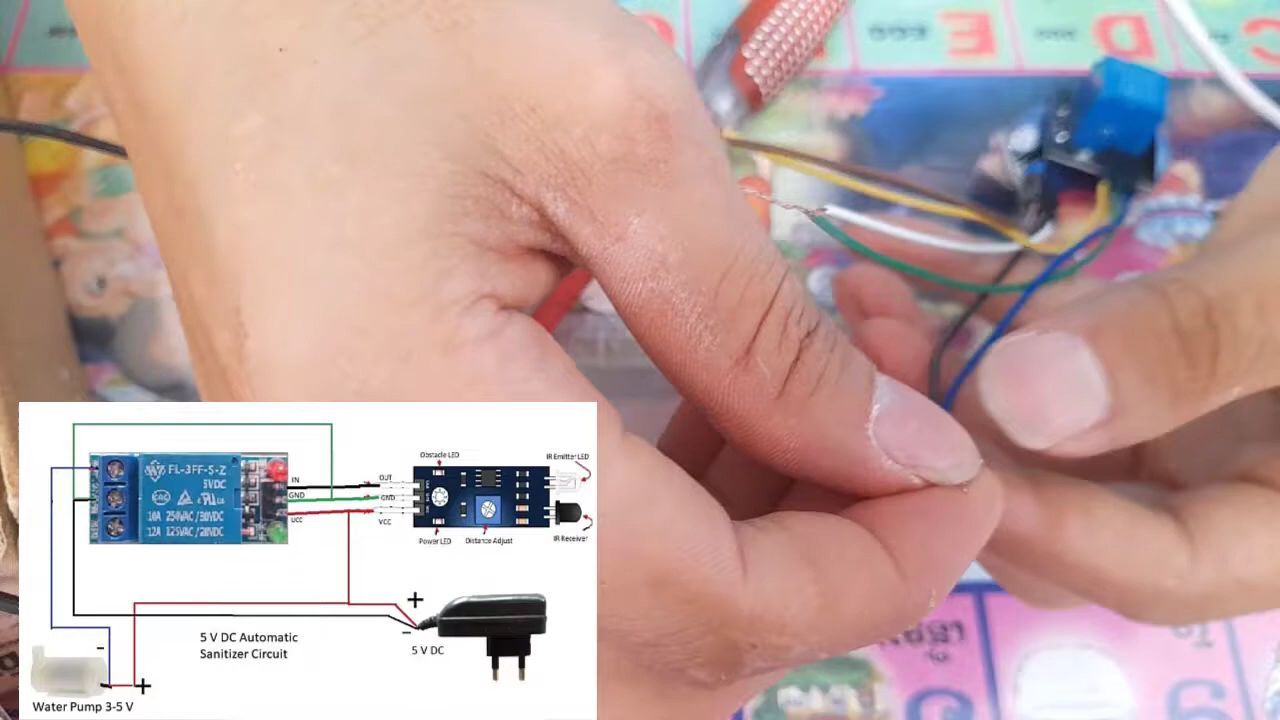 E
D
C
FL-3FF-S-Z
5VDC
10A 250VAC/30VDC
12A 125VAC/28VDC
IN
GND
UCC
OUT
GND
VCC
Obstacle LED
IR Emitter LED
Power LED
Distance Adjust
IR Receiver
+
-
5 V DC
5 V DC Automatic
Sanitizer Circuit
-
+
Water Pump 3-5 V